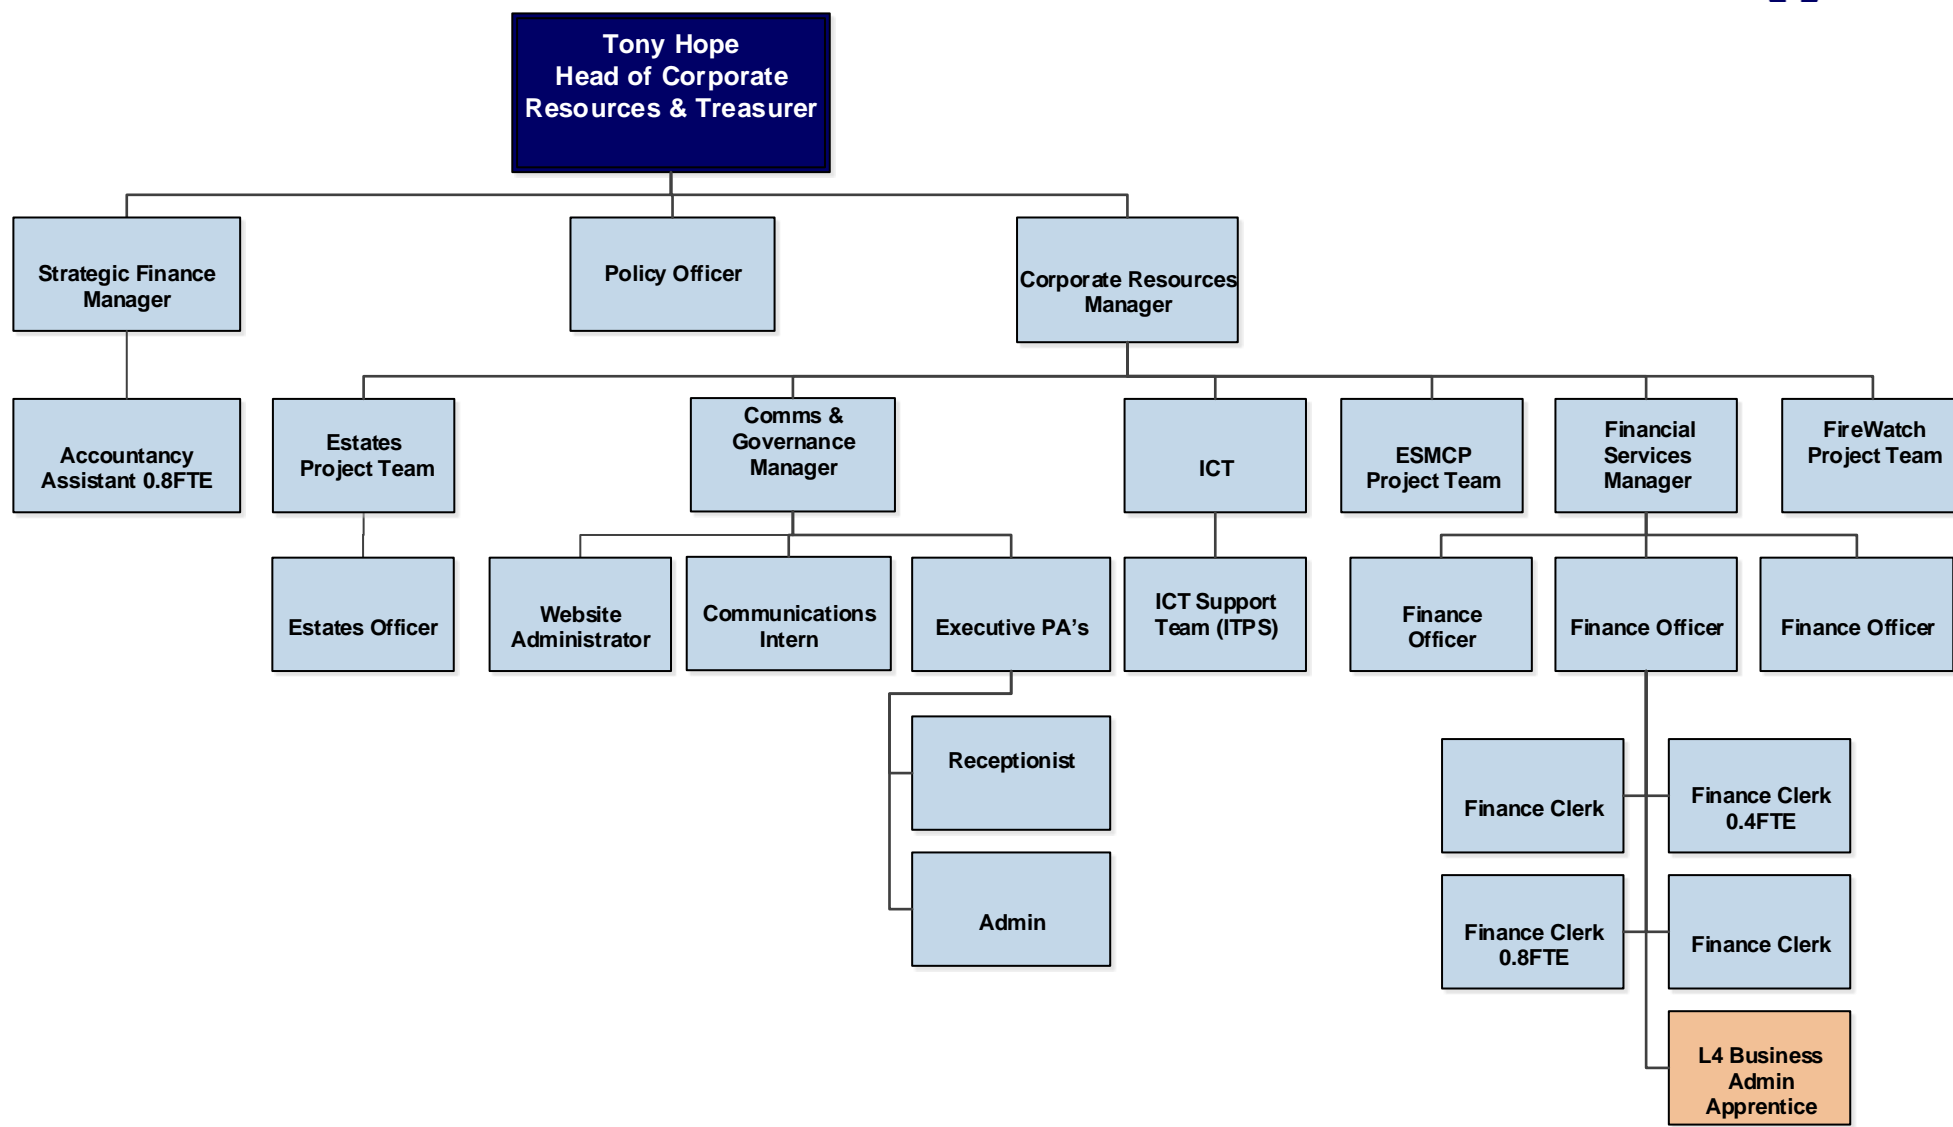 Tony Hope
Head of Corporate
Resources & Treasurer
Strategic Finance
Manager
Policy Officer
Corporate Resources
Manager
Accountancy
Assistant 0.8FTE
Estates
Project Team
Comms &
Governance
Manager
ICT
ESMCP
Project Team
Financial
Services
Manager
FireWatch
Project Team
Estates Officer
Website
Administrator
Communications
Intern
Executive PA's
ICT Support
Team (ITPS)
Finance
Officer
Finance Officer
Finance Officer
Receptionist
Admin
Finance Clerk
Finance Clerk
0.4FTE
Finance Clerk
0.8FTE
Finance Clerk
L4 Business
Admin
Apprentice